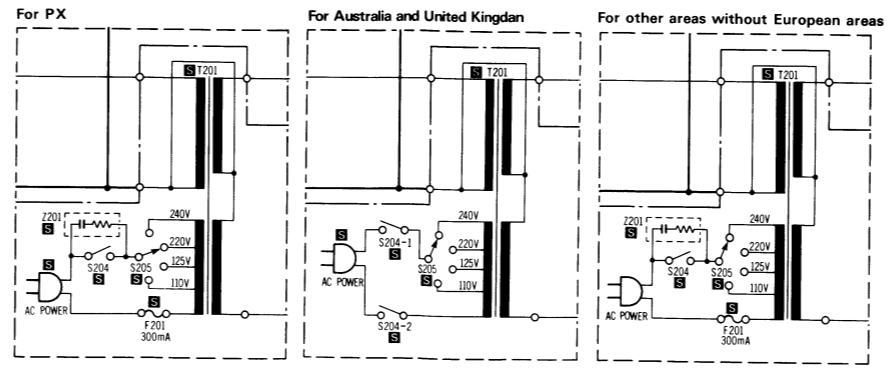 For PX
S T201
240V
Z201
S
220V
S204
S
S205
S
125V
110V
S
AC POWER
S
F201
300mA
For Australia and United Kingdan
S T201
240V
S
S204-1
S
220V
S205
S
125V
110V
AC POWER
S204-2
S
For other areas without European areas
S T201
240V
Z201
S
220V
S204
S
S205
S
125V
110V
S
AC POWER
S
F201
300mA